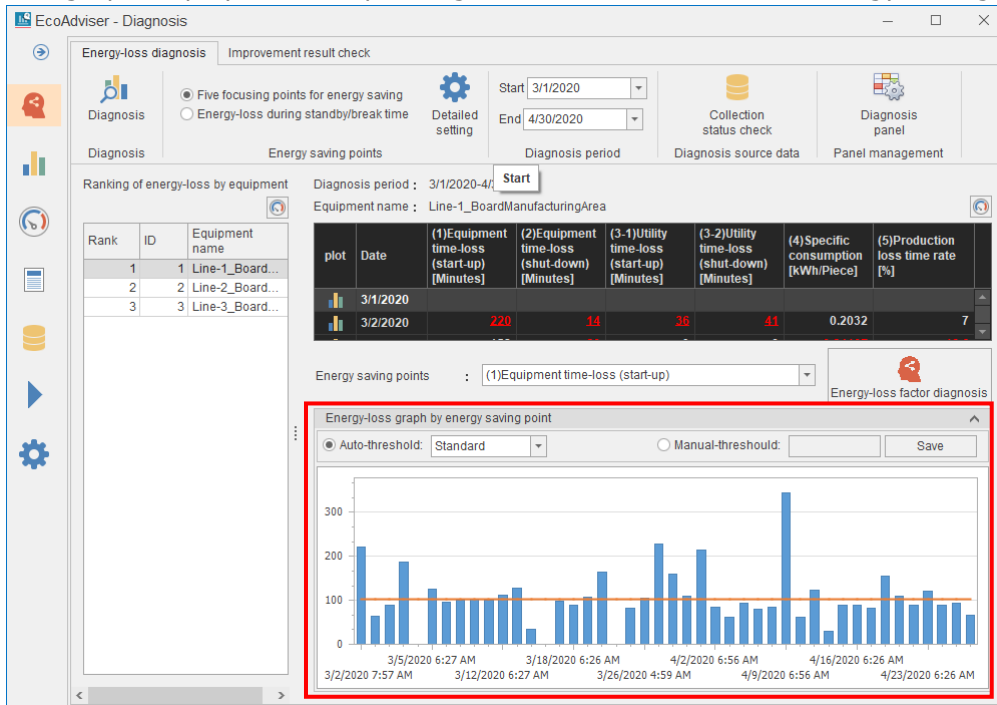 EcoAdviser - Diagnosis
Energy-loss diagnosis Improvement result check
Diagnosis
Five focusing points for energy saving
Energy-loss during standby/break time
Detailed setting
Start 3/1/2020
End 4/30/2020
Collection status check
Diagnosis panel
Diagnosis Energy saving points Diagnosis period Diagnosis source data Panel management
Start
Ranking of energy-loss by equipment
Rank ID Equipment name
1 1 Line-1_Board...
2 2 Line-2_Board...
3 3 Line-3_Board...
Diagnosis period : 3/1/2020-4/
Equipment name : Line-1_BoardManufacturingArea
plot Date (1)Equipment time-loss (start-up) [Minutes] (2)Equipment time-loss (shut-down) [Minutes] (3-1)Utility time-loss (start-up) [Minutes] (3-2)Utility time-loss (shut-down) [Minutes] (4)Specific consumption [kWh/Piece] (5)Production loss time rate [%]
3/1/2020
3/2/2020 220 14 36 41 0.2032 7
Energy saving points : (1)Equipment time-loss (start-up)
Energy-loss factor diagnosis
Energy-loss graph by energy saving point
Auto-threshold: Standard Manual-threshould: Save
300
200
100
0
3/5/2020 6:27 AM 3/18/2020 6:26 AM 4/2/2020 6:56 AM 4/16/2020 6:26 AM
3/2/2020 7:57 AM 3/12/2020 6:27 AM 3/26/2020 4:59 AM 4/9/2020 6:56 AM 4/23/2020 6:26 AM